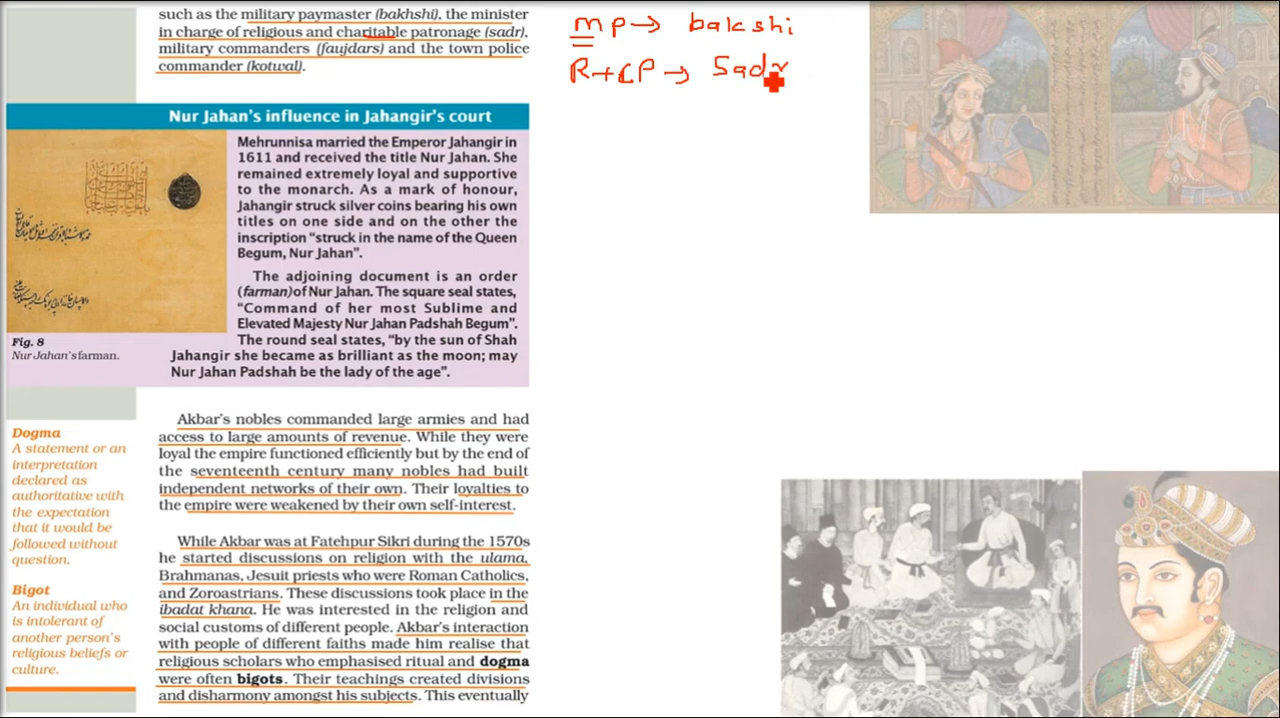 such as the military paymaster (bakhshi), the minister
in charge of religious and charitable patronage (sadr),
military commanders (faujdars) and the town police
commander (kotwal).
mp → bakshi
R+CP → Sadr
Nur Jahan's influence in Jahangir's court
Mehrunnisa married the Emperor Jahangir in
1611 and received the title Nur Jahan. She
remained extremely loyal and supportive
to the monarch. As a mark of honour,
Jahangir struck silver coins bearing his own
titles on one side and on the other the
inscription “struck in the name of the Queen
Begum, Nur Jahan”.
The adjoining document is an order
(farman)of Nur Jahan. The square seal states,
“Command of her most Sublime and
Elevated Majesty Nur Jahan Padshah Begum”.
The round seal states, “by the sun of Shah
Jahangir she became as brilliant as the moon; may
Nur Jahan Padshah be the lady of the age”.
Fig. 8
Nur Jahan'sfarman.
Akbar's nobles commanded large armies and had
access to large amounts of revenue. While they were
loyal the empire functioned efficiently but by the end of
the seventeenth century many nobles had built
independent networks of their own. Their loyalties to
the empire were weakened by their own self-interest.
Dogma
A statement or an
interpretation
declared as
authoritative with
the expectation
that it would be
followed without
question.
Bigot
An individual who
is intolerant of
another person's
religious beliefs or
culture.
While Akbar was at Fatehpur Sikri during the 1570s
he started discussions on religion with the ulama,
Brahmanas, Jesuit priests who were Roman Catholics,
and Zoroastrians. These discussions took place in the
ibadat khana. He was interested in the religion and
social customs of different people. Akbar's interaction
with people of different faiths made him realise that
religious scholars who emphasised ritual and dogma
were often bigots. Their teachings created divisions
and disharmony amongst his subjects. This eventually